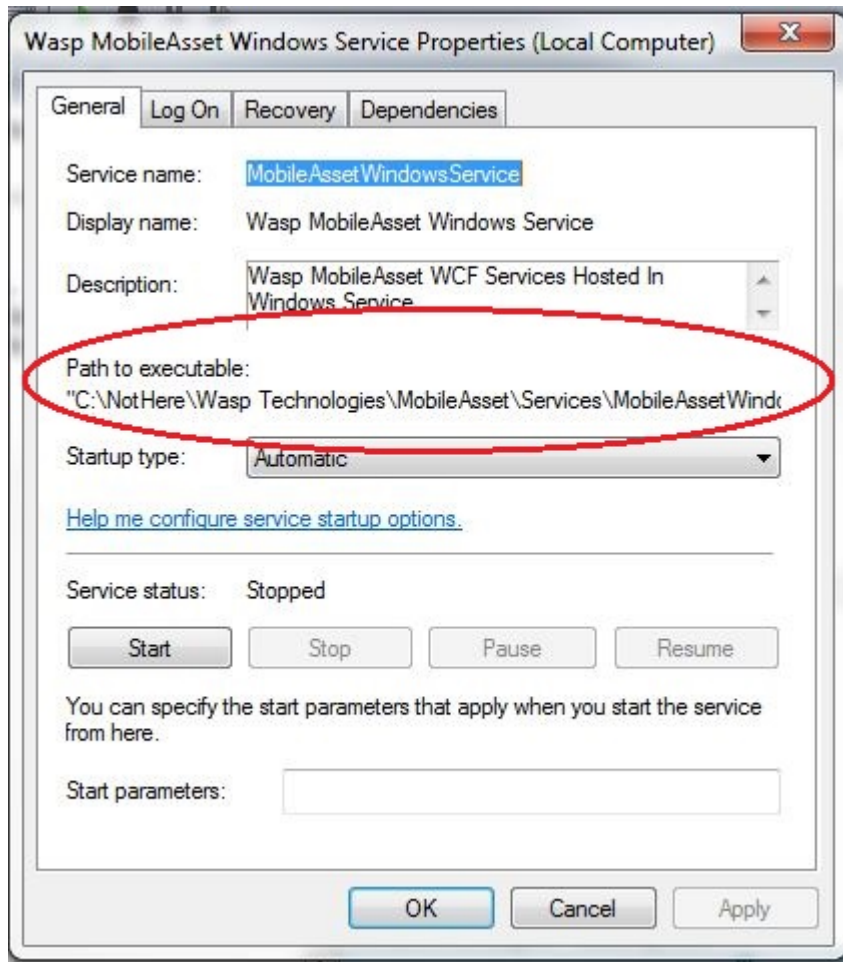 Wasp MobileAsset Windows Service Properties (Local Computer)
General Log On Recovery Dependencies
Service name: MobileAssetWindowsService
Display name: Wasp MobileAsset Windows Service
Description: Wasp MobileAsset WCF Services Hosted In
Windows Service
Path to executable:
"C:\NotHere\Wasp Technologies\MobileAsset\Services\MobileAssetWindo
Startup type: Automatic
Help me configure service startup options.
Service status: Stopped
Start Stop Pause Resume
You can specify the start parameters that apply when you start the service
from here.
Start parameters:
OK Cancel Apply